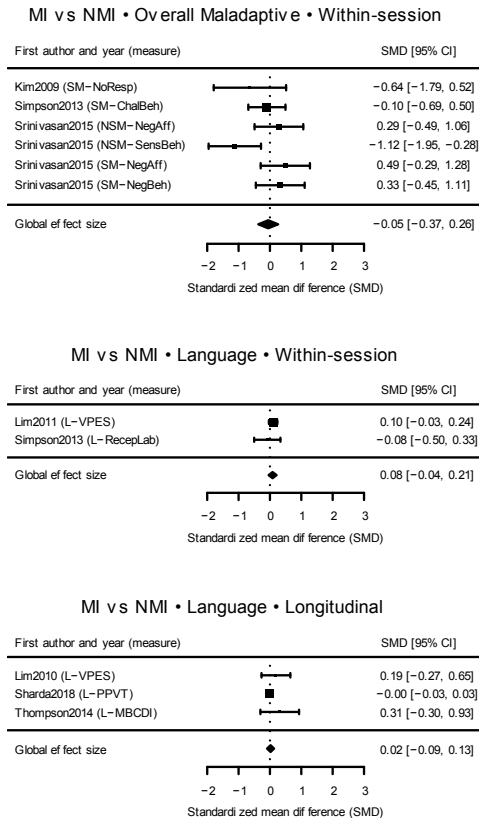 MI vs NMI • Overall Maladaptive • Within-session
First author and year (measure) SMD [95% CI]
Kim2009 (SM−NoResp) −0.64 [−1.79, 0.52]
Simpson2013 (SM−ChalBeh) −0.10 [−0.69, 0.50]
Srinivasan2015 (NSM−NegAff) 0.29 [−0.49, 1.06]
Srinivasan2015 (NSM−SensBeh) −1.12 [−1.95, −0.28]
Srinivasan2015 (SM−NegAff) 0.49 [−0.29, 1.28]
Srinivasan2015 (SM−NegBeh) 0.33 [−0.45, 1.11]
Global effect size −0.05 [−0.37, 0.26]
−2 −1 0 1 2 3
Standardized mean difference (SMD)
MI vs NMI • Language • Within-session
First author and year (measure) SMD [95% CI]
Lim2011 (L−VPES) 0.10 [−0.03, 0.24]
Simpson2013 (L−RecepLab) −0.08 [−0.50, 0.33]
Global effect size 0.08 [−0.04, 0.21]
−2 −1 0 1 2 3
Standardized mean difference (SMD)
MI vs NMI • Language • Longitudinal
First author and year (measure) SMD [95% CI]
Lim2010 (L−VPES) 0.19 [−0.27, 0.65]
Sharda2018 (L−PPVT) −0.00 [−0.03, 0.03]
Thompson2014 (L−MBCDI) 0.31 [−0.30, 0.93]
Global effect size 0.02 [−0.09, 0.13]
−2 −1 0 1 2 3
Standardized mean difference (SMD)